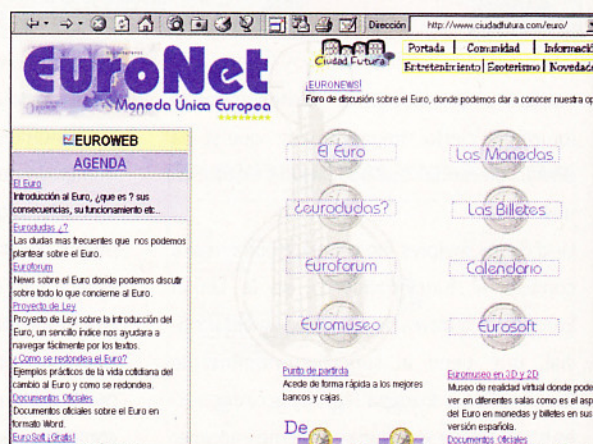 Dirección http://www.ciudadfutura.com/euro/
EuroNet
Moneda Única Europea
Ciudad Futura
Portada | Comunidad | Informació
Entretenimiento | Esoterismo | Novedade
¡EURONEWS!
Foro de discusión sobre el Euro, donde podemos dar a conocer nuestra op
EUROWEB
AGENDA
El Euro
Introducción al Euro, ¿que es ? sus
consecuencias, su funcionamiento etc..
Eurodudas ¿?
Las dudas mas frecuentes que nos podemos
plantear sobre el Euro.
Euroforum
News sobre el Euro donde podemos discutir
sobre todo lo que concierne al Euro.
Proyecto de Ley
Proyecto de Ley sobre la introducción del
Euro, un sencillo índice nos ayudara a
navegar fácilmente por los textos.
¿ Como se redondea el Euro?
Ejemplos prácticos de la vida cotidiana del
cambio al Euro y como se redondea.
Documentos Oficiales
Documentos oficiales sobre el Euro en
formato Word.
EuroSoft ¡Gratis!
El Euro
Las Monedas
¿eurodudas?
Los Billetes
Euroforum
Calendario
Euromuseo
Eurosoft
Punto de partirda
Acede de forma rápida a los mejores
bancos y cajas.
De
Euromuseo en 3D y 2D
Museo de realidad virtual donde pode
ver en diferentes salas como es el asp
del Euro en monedas y billetes en sus
versión española.
Documentos Oficiales